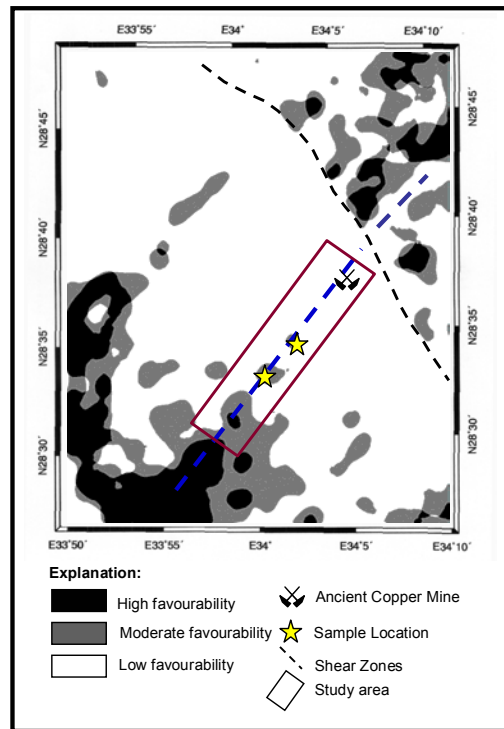 E33°55´ E34° E34°5´ E34°10´
N28°45´ N28°45´
N28°40´ N28°40´
N28°35´ N28°35´
N28°30´ N28°30´
E33°50´ E33°55´ E34° E34°5´ E34°10´
Explanation:
High favourability Ancient Copper Mine
Moderate favourability Sample Location
Low favourability Shear Zones
Study area